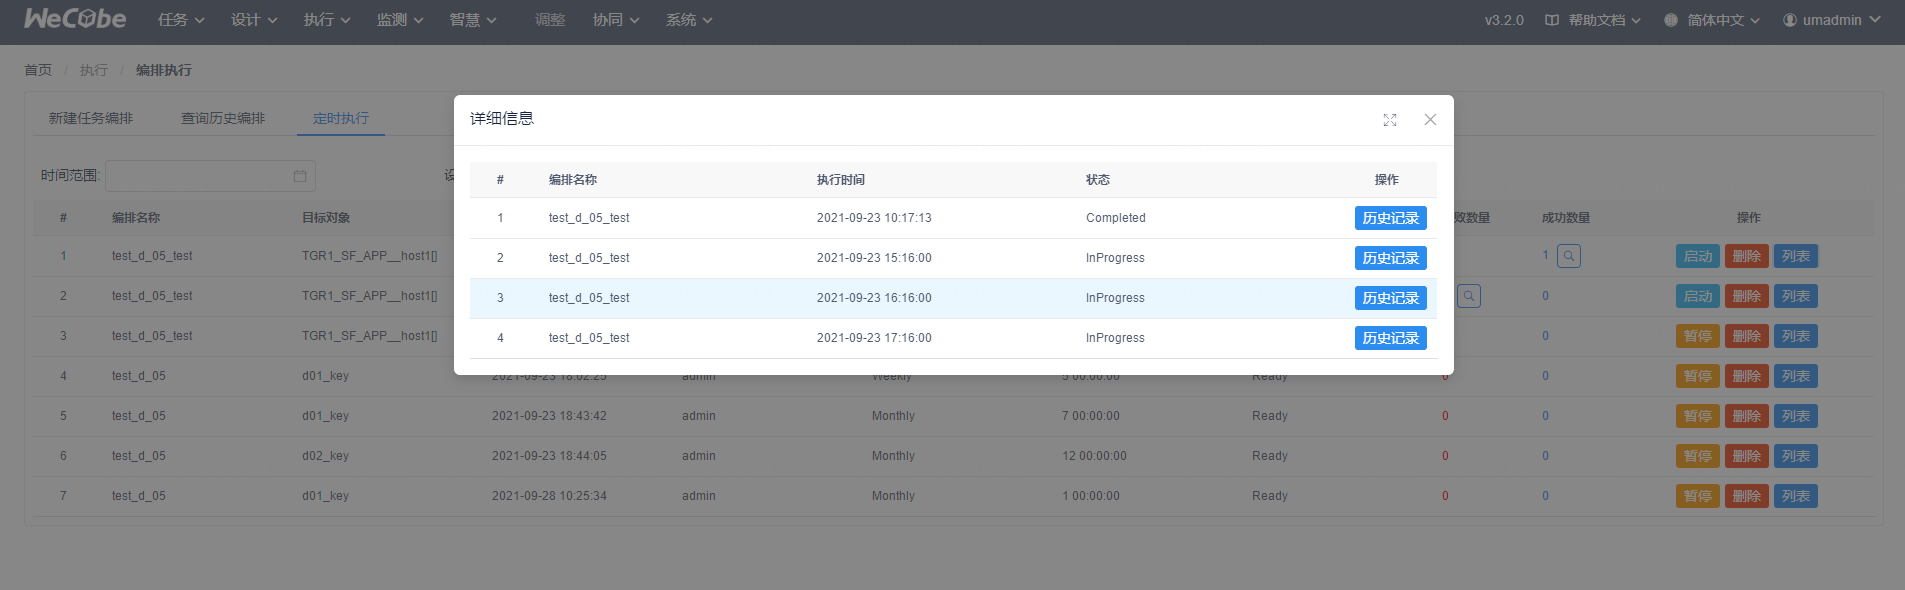 WeCube 任务 设计 执行 监测 智慧 调整 协同 系统 v3.2.0 帮助文档 简体中文 umadmin
首页 / 执行 / 编排执行
新建任务编排 查询历史编排 定时执行
时间范围:
# 编排名称 目标对象 败数量 成功数量 操作
1 test_d_05_test TGR1_SF_APP__host1[] 1 启动 删除 列表
2 test_d_05_test TGR1_SF_APP__host1[] 0 启动 删除 列表
3 test_d_05_test TGR1_SF_APP__host1[] 0 暂停 删除 列表
4 test_d_05 d01_key 2021-09-23 18:02:25 admin Weekly 5 00:00:00 Ready 0 0 暂停 删除 列表
5 test_d_05 d01_key 2021-09-23 18:43:42 admin Monthly 7 00:00:00 Ready 0 0 暂停 删除 列表
6 test_d_05 d02_key 2021-09-23 18:44:05 admin Monthly 12 00:00:00 Ready 0 0 暂停 删除 列表
7 test_d_05 d01_key 2021-09-28 10:25:34 admin Monthly 1 00:00:00 Ready 0 0 暂停 删除 列表
详细信息
# 编排名称 执行时间 状态 操作
1 test_d_05_test 2021-09-23 10:17:13 Completed 历史记录
2 test_d_05_test 2021-09-23 15:16:00 InProgress 历史记录
3 test_d_05_test 2021-09-23 16:16:00 InProgress 历史记录
4 test_d_05_test 2021-09-23 17:16:00 InProgress 历史记录